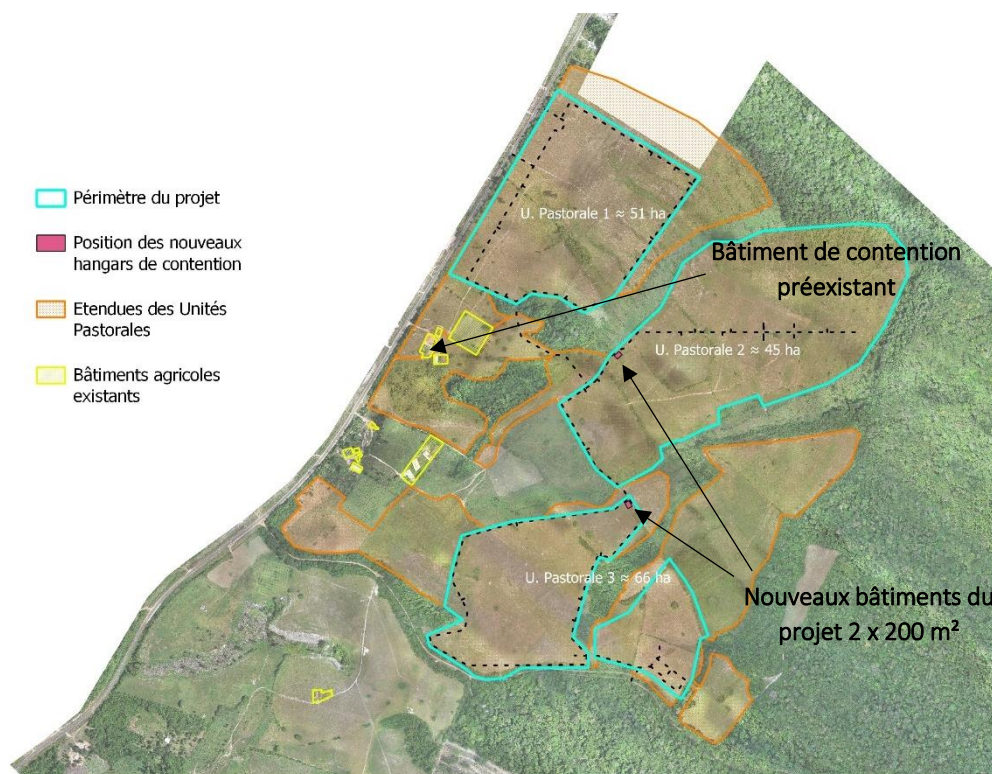 Périmètre du projet
Position des nouveaux
hangars de contention
Etendues des Unités
Pastorales
Bâtiments agricoles
existants
U. Pastorale 1 ≈ 51 ha
Bâtiment de contention
préexistant
U. Pastorale 2 ≈ 45 ha
U. Pastorale 3 ≈ 66 ha
Nouveaux bâtiments du
projet 2 x 200 m²